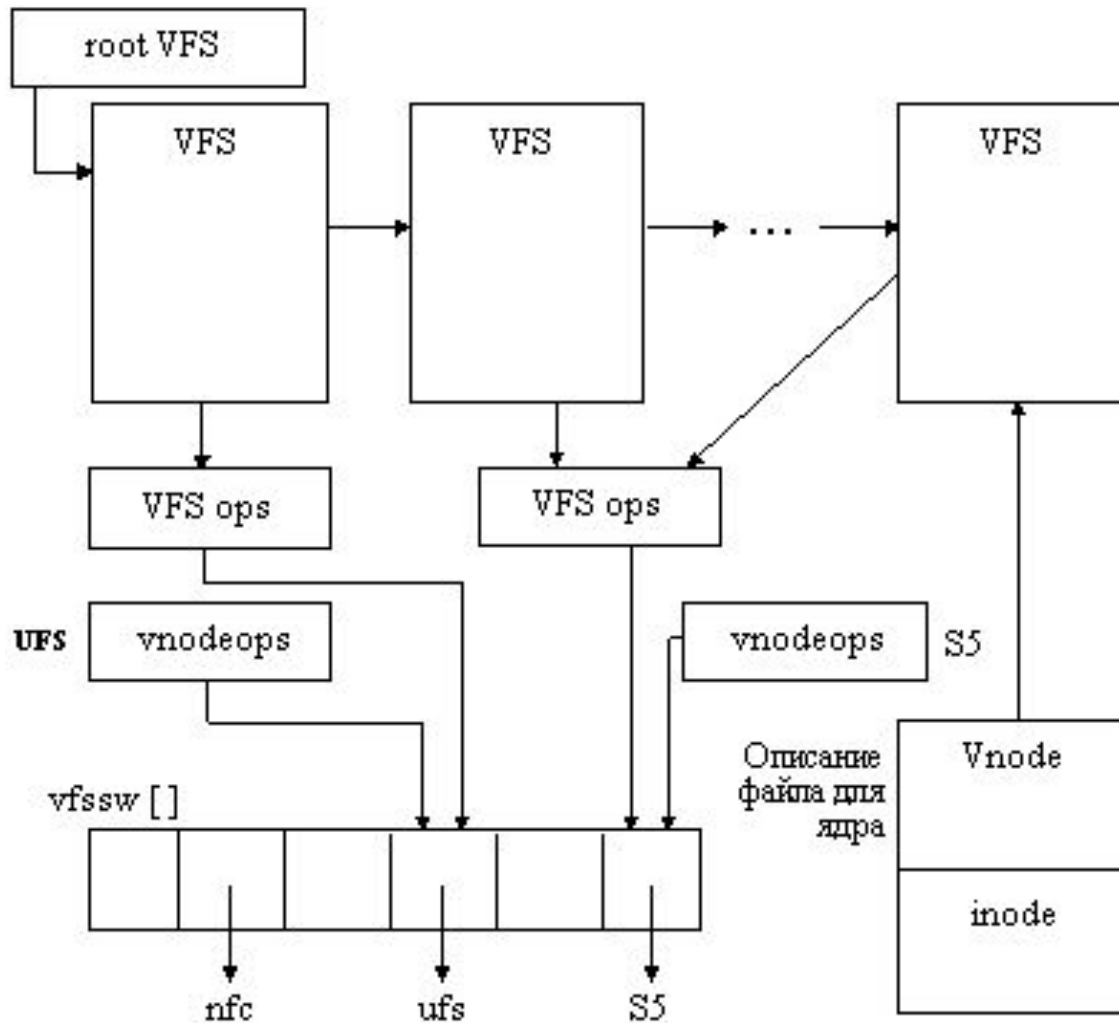 root VFS
VFS
VFS
VFS
...
VFS ops
VFS ops
UFS
vnodeops
vnodeops
S5
Описание
файла для
ядра
Vnode
vfssw [ ]
inode
nfc
ufs
S5